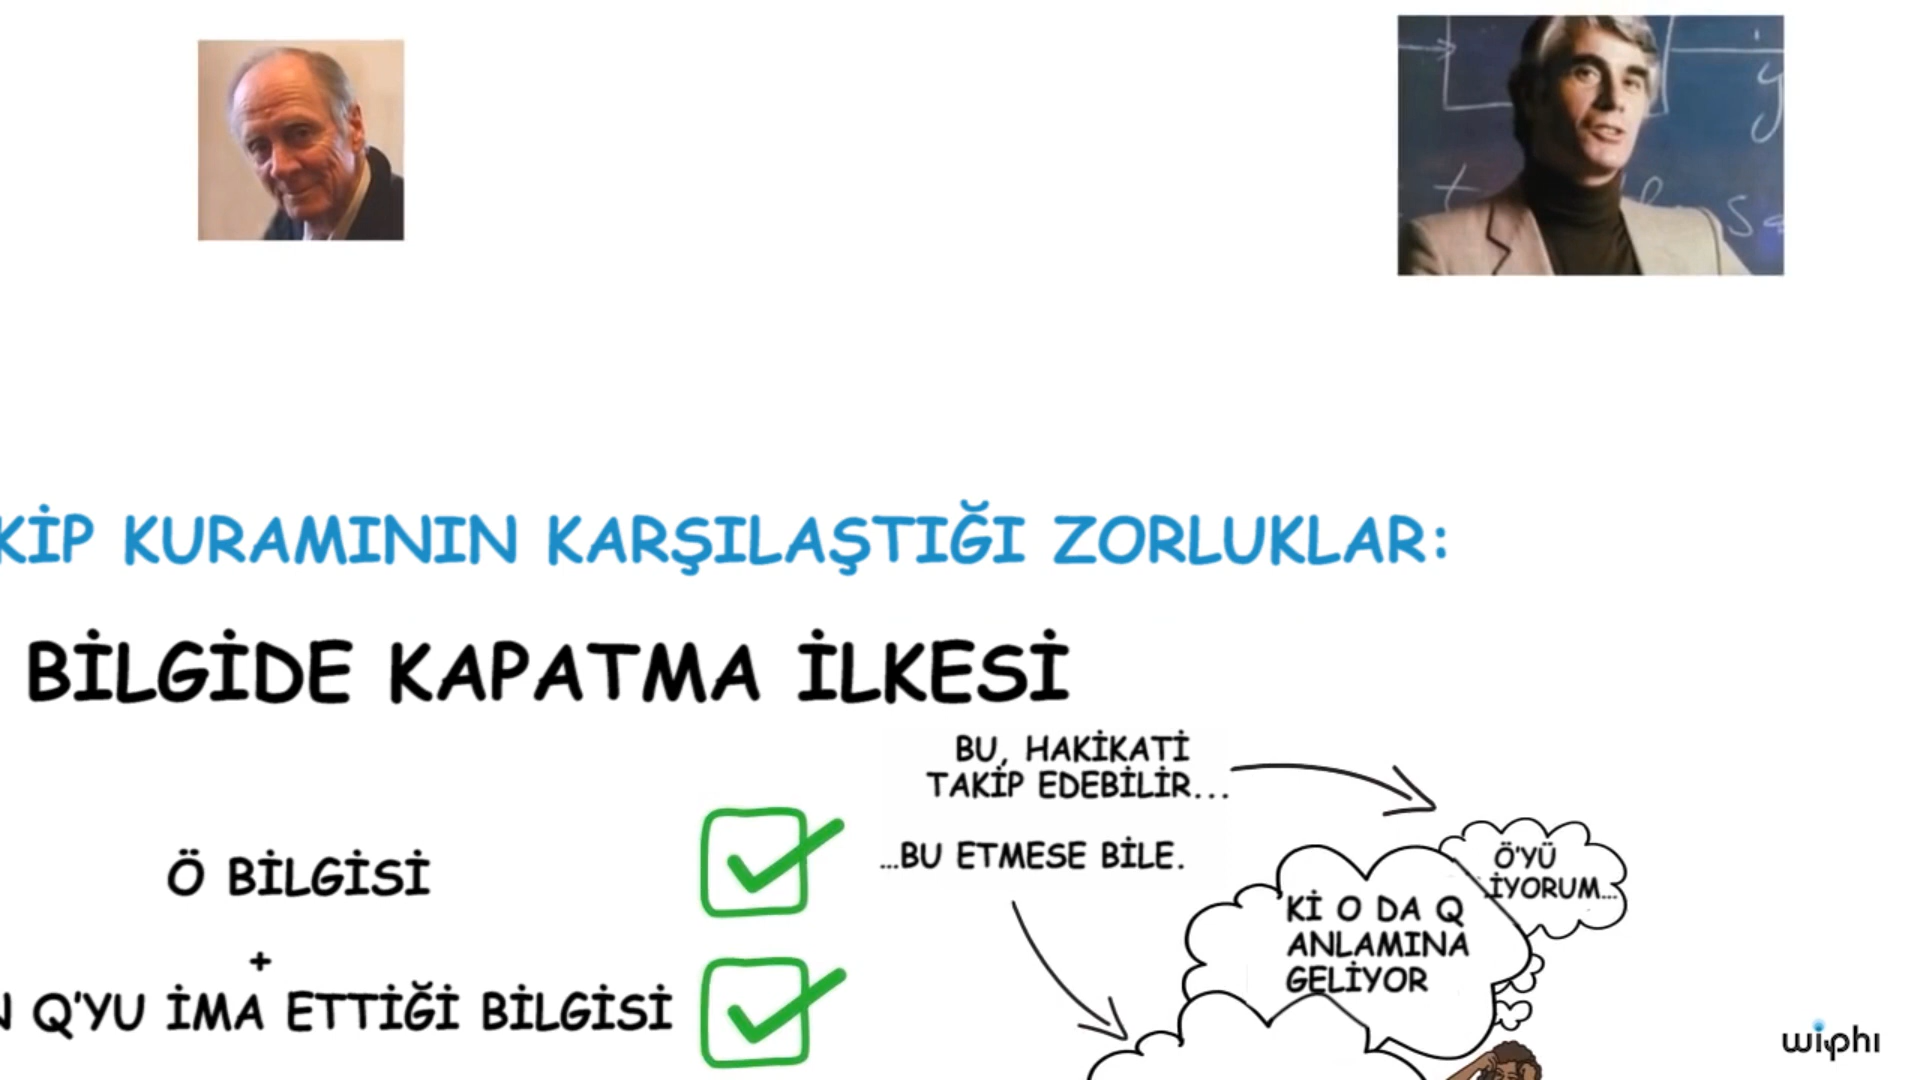 KİP KURAMININ KARŞILAŞTIĞI ZORLUKLAR:
BİLGİDE KAPATMA İLKESİ
BU, HAKİKATİ
TAKİP EDEBİLİR...
...BU ETMESE BİLE.
Ö BİLGİSİ
+
N Q'YU İMA ETTİĞİ BİLGİSİ
Ö'YÜ
İYORUM...
Kİ O DA Q
ANLAMINA
GELİYOR
wiphi